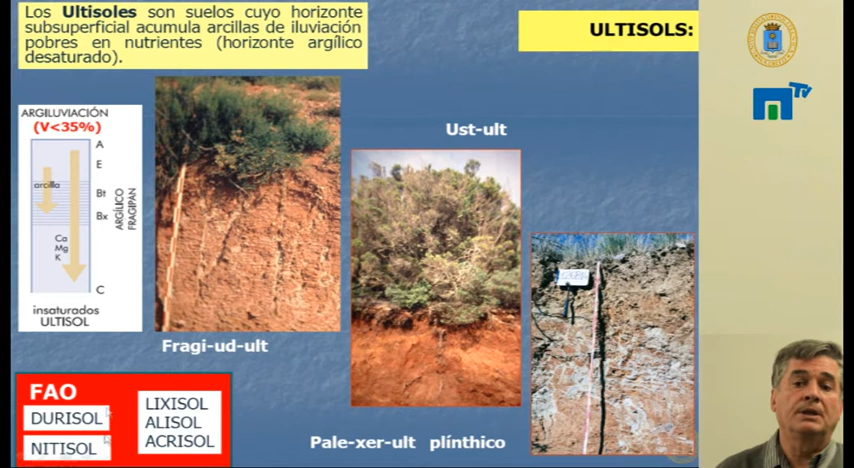 Los Ultisoles son suelos cuyo horizonte
subsuperficial acumula arcillas de iluviación
pobres en nutrientes (horizonte argílico
desaturado).
ULTISOLS:
ARGILUVIACIÓN
(V<35%)
A
E
arcilla
Bt
Bx
ARGÍLICO
FRAGIPAN
Ca
Mg
K
C
insaturados
ULTISOL
Fragi-ud-ult
Ust-ult
Pale-xer-ult plínthico
FAO
DURISOL
NITISOL
LIXISOL
ALISOL
ACRISOL
TV